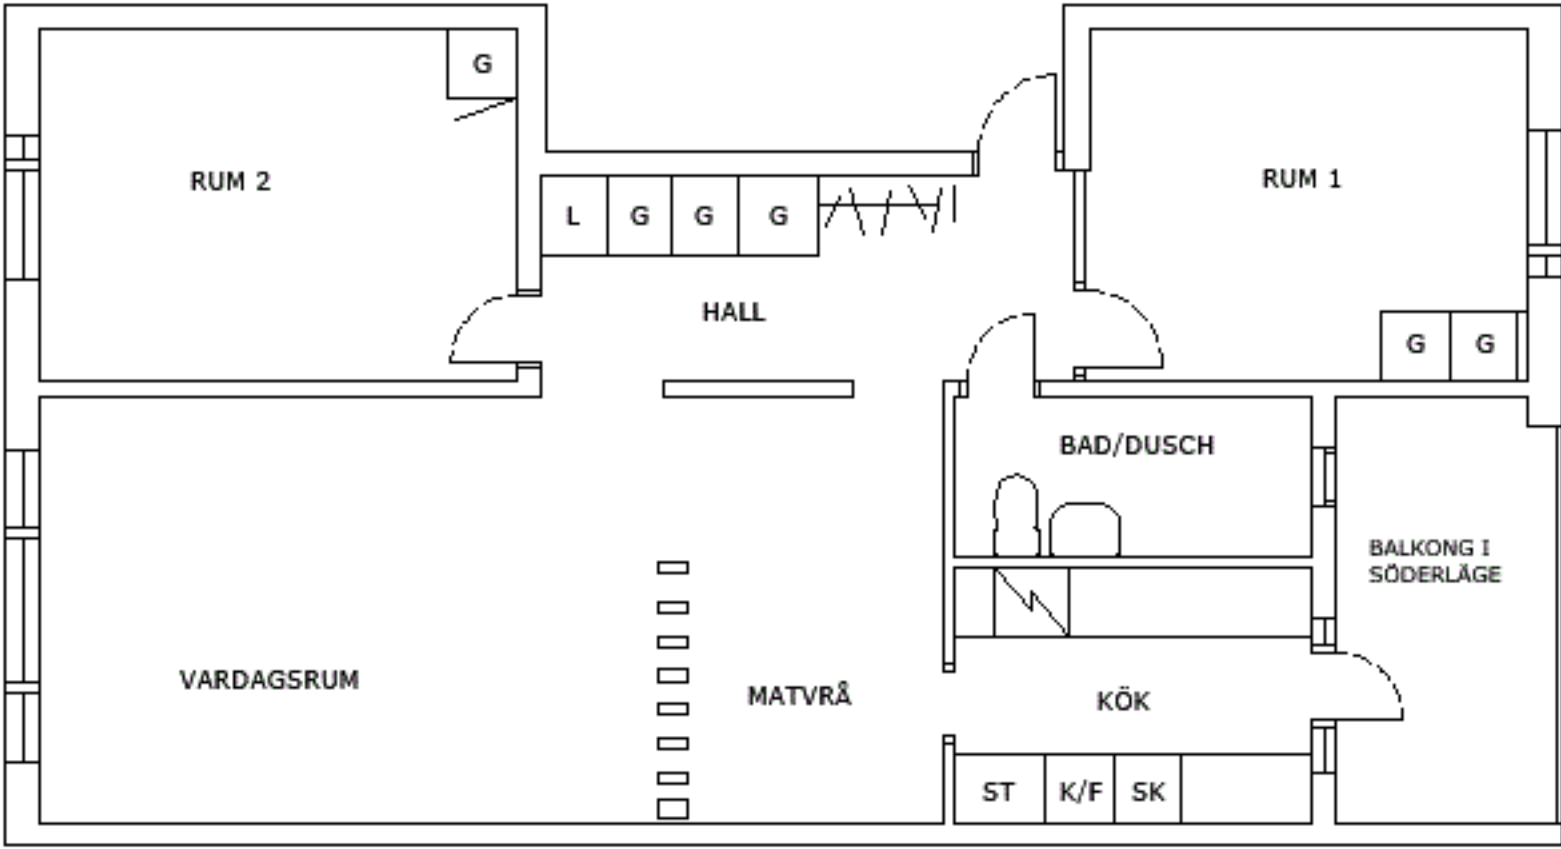 G
RUM 2
RUM 1
L G G G
HALL
G G
BAD/DUSCH
BALKONG I
SÖDERLÄGE
VARDAGSRUM
MATVRÅ
KÖK
ST K/F SK